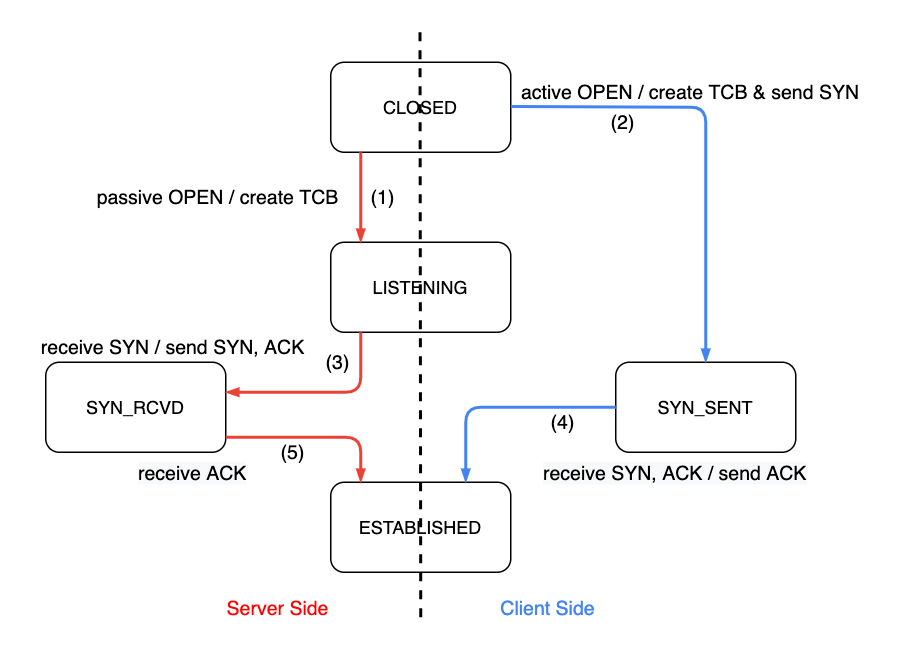 CLOSED
active OPEN / create TCB & send SYN
(2)
passive OPEN / create TCB
(1)
LISTENING
receive SYN / send SYN, ACK
(3)
SYN_RCVD
SYN_SENT
(4)
(5)
receive ACK
receive SYN, ACK / send ACK
ESTABLISHED
Server Side
Client Side